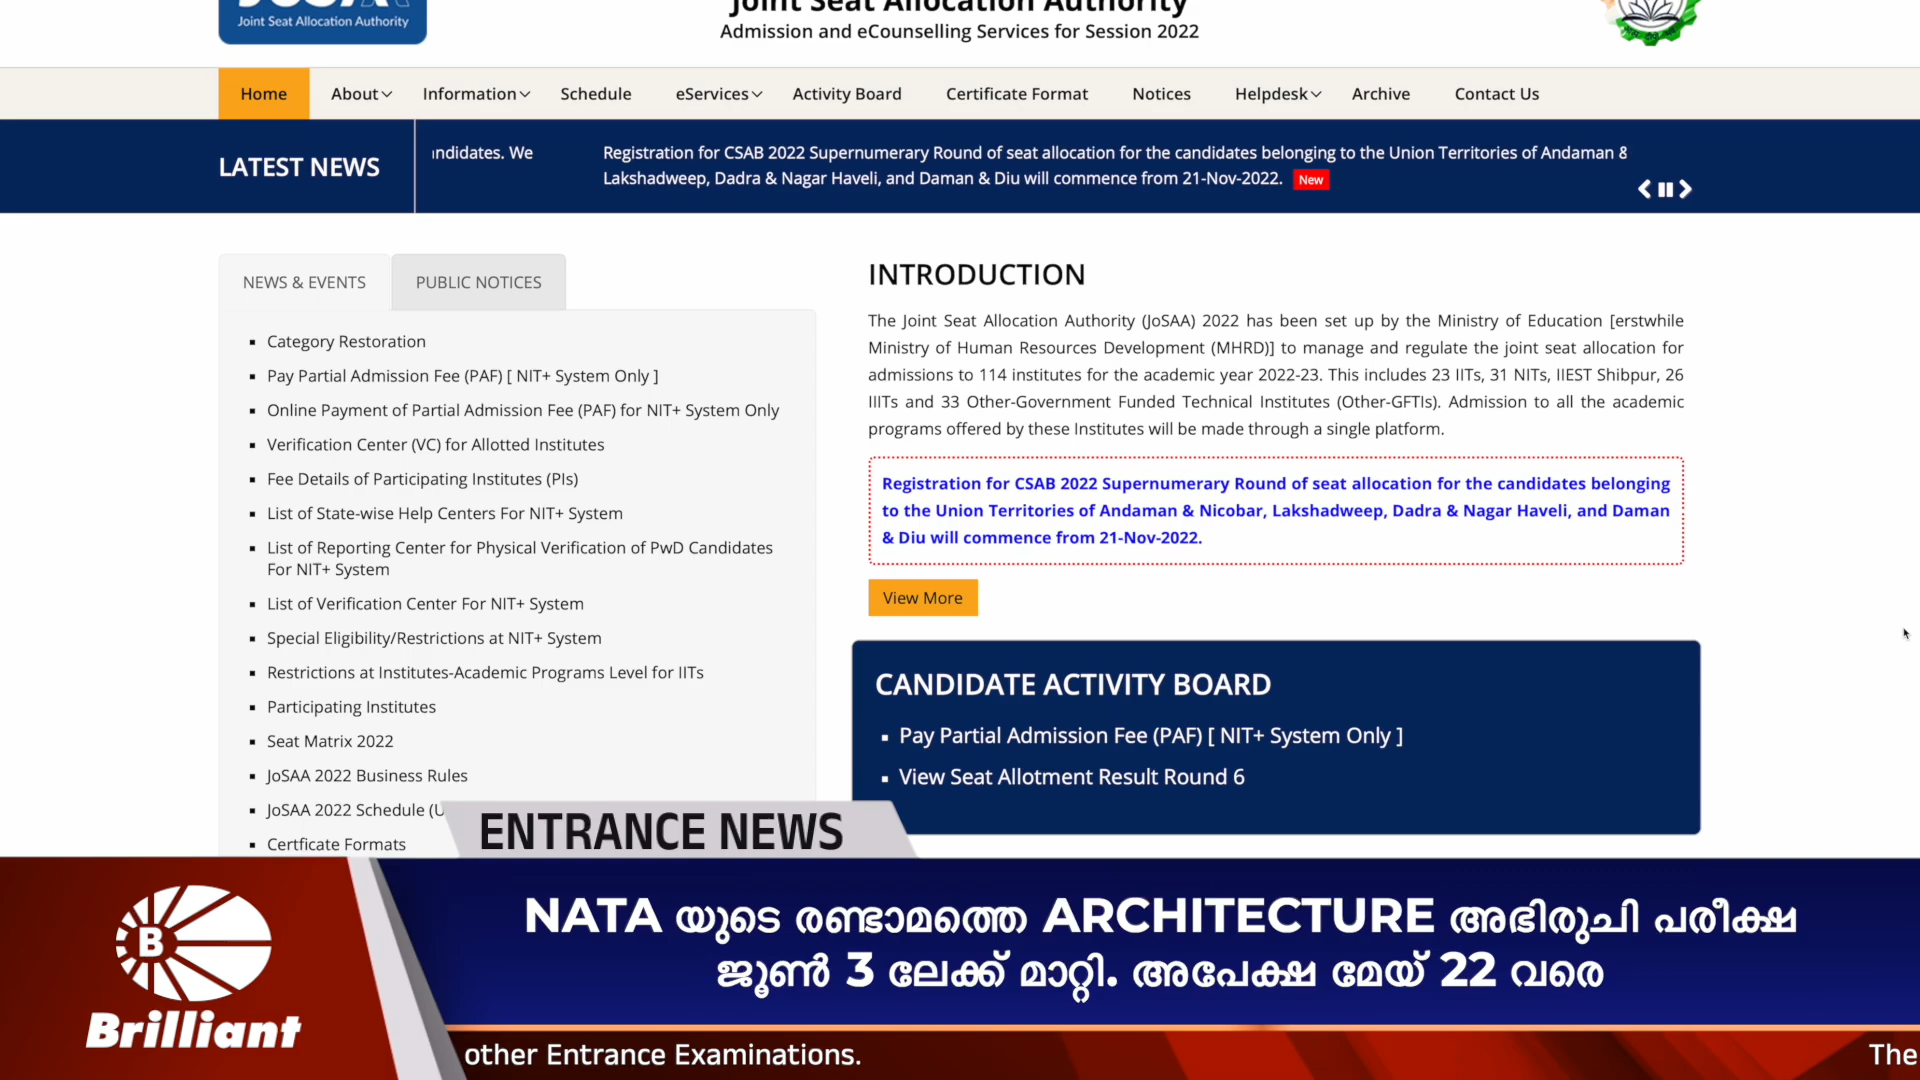 Joint Seat Allocation Authority
Joint Seat Allocation Authority
Admission and eCounselling Services for Session 2022
Home About Information Schedule eServices Activity Board Certificate Format Notices Helpdesk Archive Contact Us
LATEST NEWS
ndidates. We
Registration for CSAB 2022 Supernumerary Round of seat allocation for the candidates belonging to the Union Territories of Andaman &
Lakshadweep, Dadra & Nagar Haveli, and Daman & Diu will commence from 21-Nov-2022. New
NEWS & EVENTS PUBLIC NOTICES
Category Restoration
Pay Partial Admission Fee (PAF) [ NIT+ System Only ]
Online Payment of Partial Admission Fee (PAF) for NIT+ System Only
Verification Center (VC) for Allotted Institutes
Fee Details of Participating Institutes (PIs)
List of State-wise Help Centers For NIT+ System
List of Reporting Center for Physical Verification of PwD Candidates
For NIT+ System
List of Verification Center For NIT+ System
Special Eligibility/Restrictions at NIT+ System
Restrictions at Institutes-Academic Programs Level for IITs
Participating Institutes
Seat Matrix 2022
JoSAA 2022 Business Rules
JoSAA 2022 Schedule (U
Certficate Formats
INTRODUCTION
The Joint Seat Allocation Authority (JoSAA) 2022 has been set up by the Ministry of Education [erstwhile
Ministry of Human Resources Development (MHRD)] to manage and regulate the joint seat allocation for
admissions to 114 institutes for the academic year 2022-23. This includes 23 IITs, 31 NITs, IIEST Shibpur, 26
IIITs and 33 Other-Government Funded Technical Institutes (Other-GFTIs). Admission to all the academic
programs offered by these Institutes will be made through a single platform.
Registration for CSAB 2022 Supernumerary Round of seat allocation for the candidates belonging
to the Union Territories of Andaman & Nicobar, Lakshadweep, Dadra & Nagar Haveli, and Daman
& Diu will commence from 21-Nov-2022.
View More
CANDIDATE ACTIVITY BOARD
Pay Partial Admission Fee (PAF) [ NIT+ System Only ]
View Seat Allotment Result Round 6
ENTRANCE NEWS
NATA യുടെ രണ്ടാമത്തെ ARCHITECTURE അഭിരുചി പരീക്ഷ
ജൂൺ 3 ലേക്ക് മാറ്റി. അപേക്ഷ മേയ് 22 വരെ
B
Brilliant
other Entrance Examinations.
The